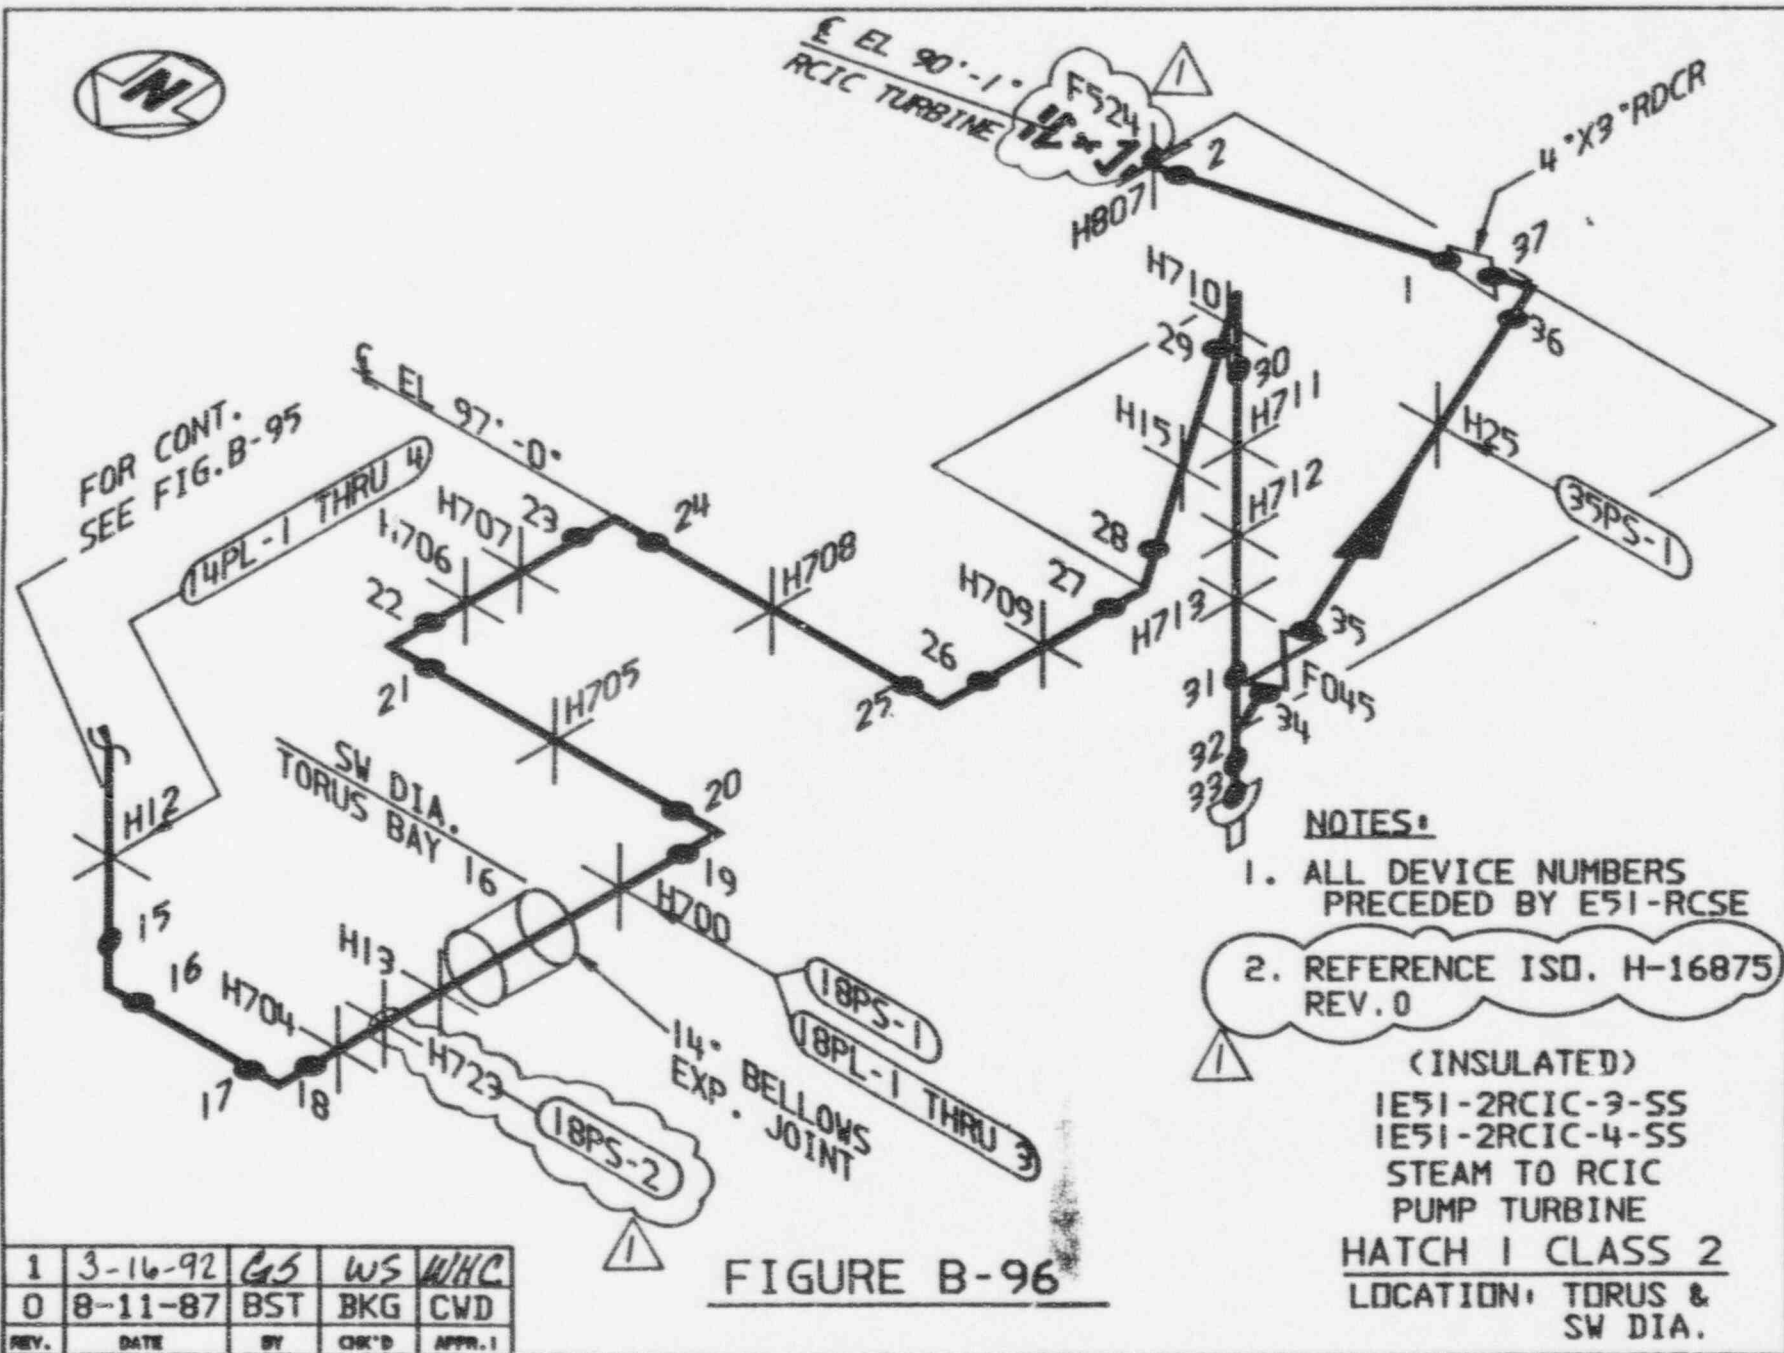 N
℄ EL 90'-1"
RCIC TURBINE
F524
1
2
4"X3"RDCR
H807
37
1
36
H710
29
30
H711
H15
H25
H712
35PS-1
℄ EL 97'-0"
FOR CONT.
SEE FIG.B-95
14PL-1 THRU 4
H707
23
24
H706
22
H708
28
27
H709
H713
26
35
21
H705
25
31
F045
34
32
33
SW DIA.
TORUS BAY 16
20
19
H12
H700
15
H13
16
H704
18PS-1
18PL-1 THRU 3
H723
17
18
14" BELLOWS
EXP. JOINT
18PS-2
1
NOTES:
1. ALL DEVICE NUMBERS
PRECEDED BY E51-RCSE
2. REFERENCE ISO. H-16875
REV.0
1
(INSULATED)
1E51-2RCIC-3-SS
1E51-2RCIC-4-SS
STEAM TO RCIC
PUMP TURBINE
HATCH 1 CLASS 2
LOCATION: TORUS &
SW DIA.
FIGURE B-96
1 3-16-92 GS WS WHC
0 8-11-87 BST BKG CWD
REV. DATE BY CHK'D APPR.1